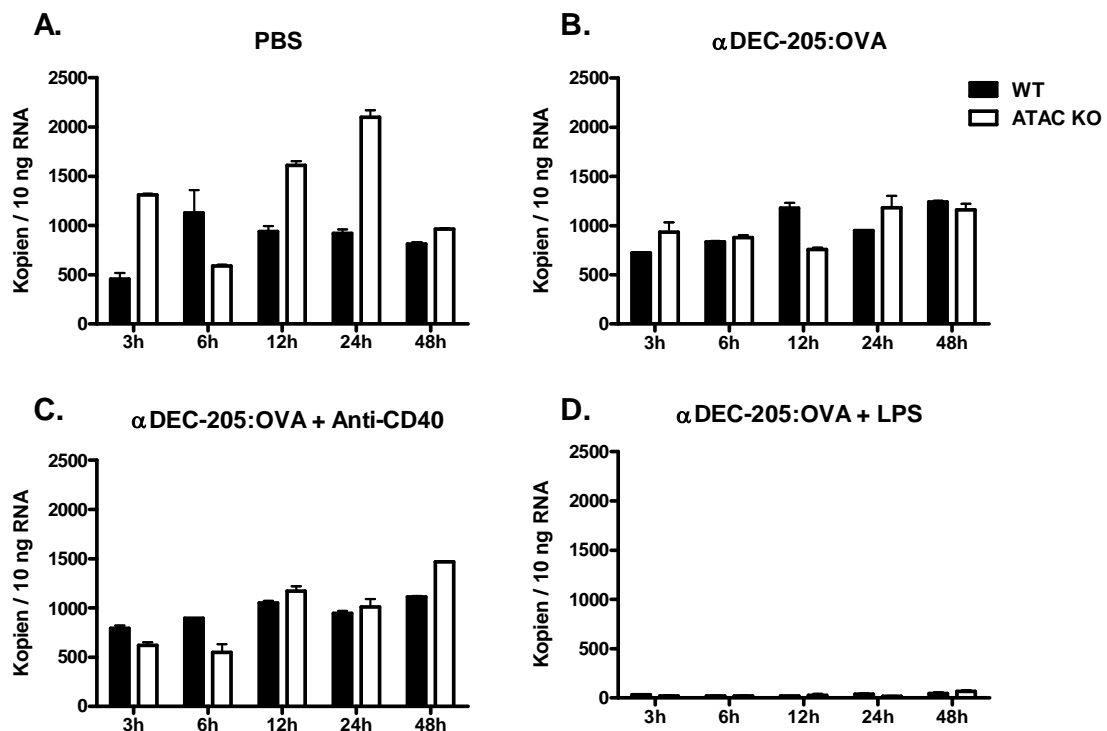 A.
PBS
Kopien / 10 ng RNA
2500
2000
1500
1000
500
0
3h 6h 12h 24h 48h
B.
αDEC-205:OVA
Kopien / 10 ng RNA
2500
2000
1500
1000
500
0
3h 6h 12h 24h 48h
WT
ATAC KO
C.
αDEC-205:OVA + Anti-CD40
Kopien / 10 ng RNA
2500
2000
1500
1000
500
0
3h 6h 12h 24h 48h
D.
αDEC-205:OVA + LPS
Kopien / 10 ng RNA
2500
2000
1500
1000
500
0
3h 6h 12h 24h 48h